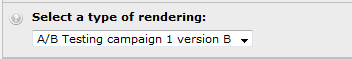 Select a type of rendering:
A/B Testing campaign 1 version B